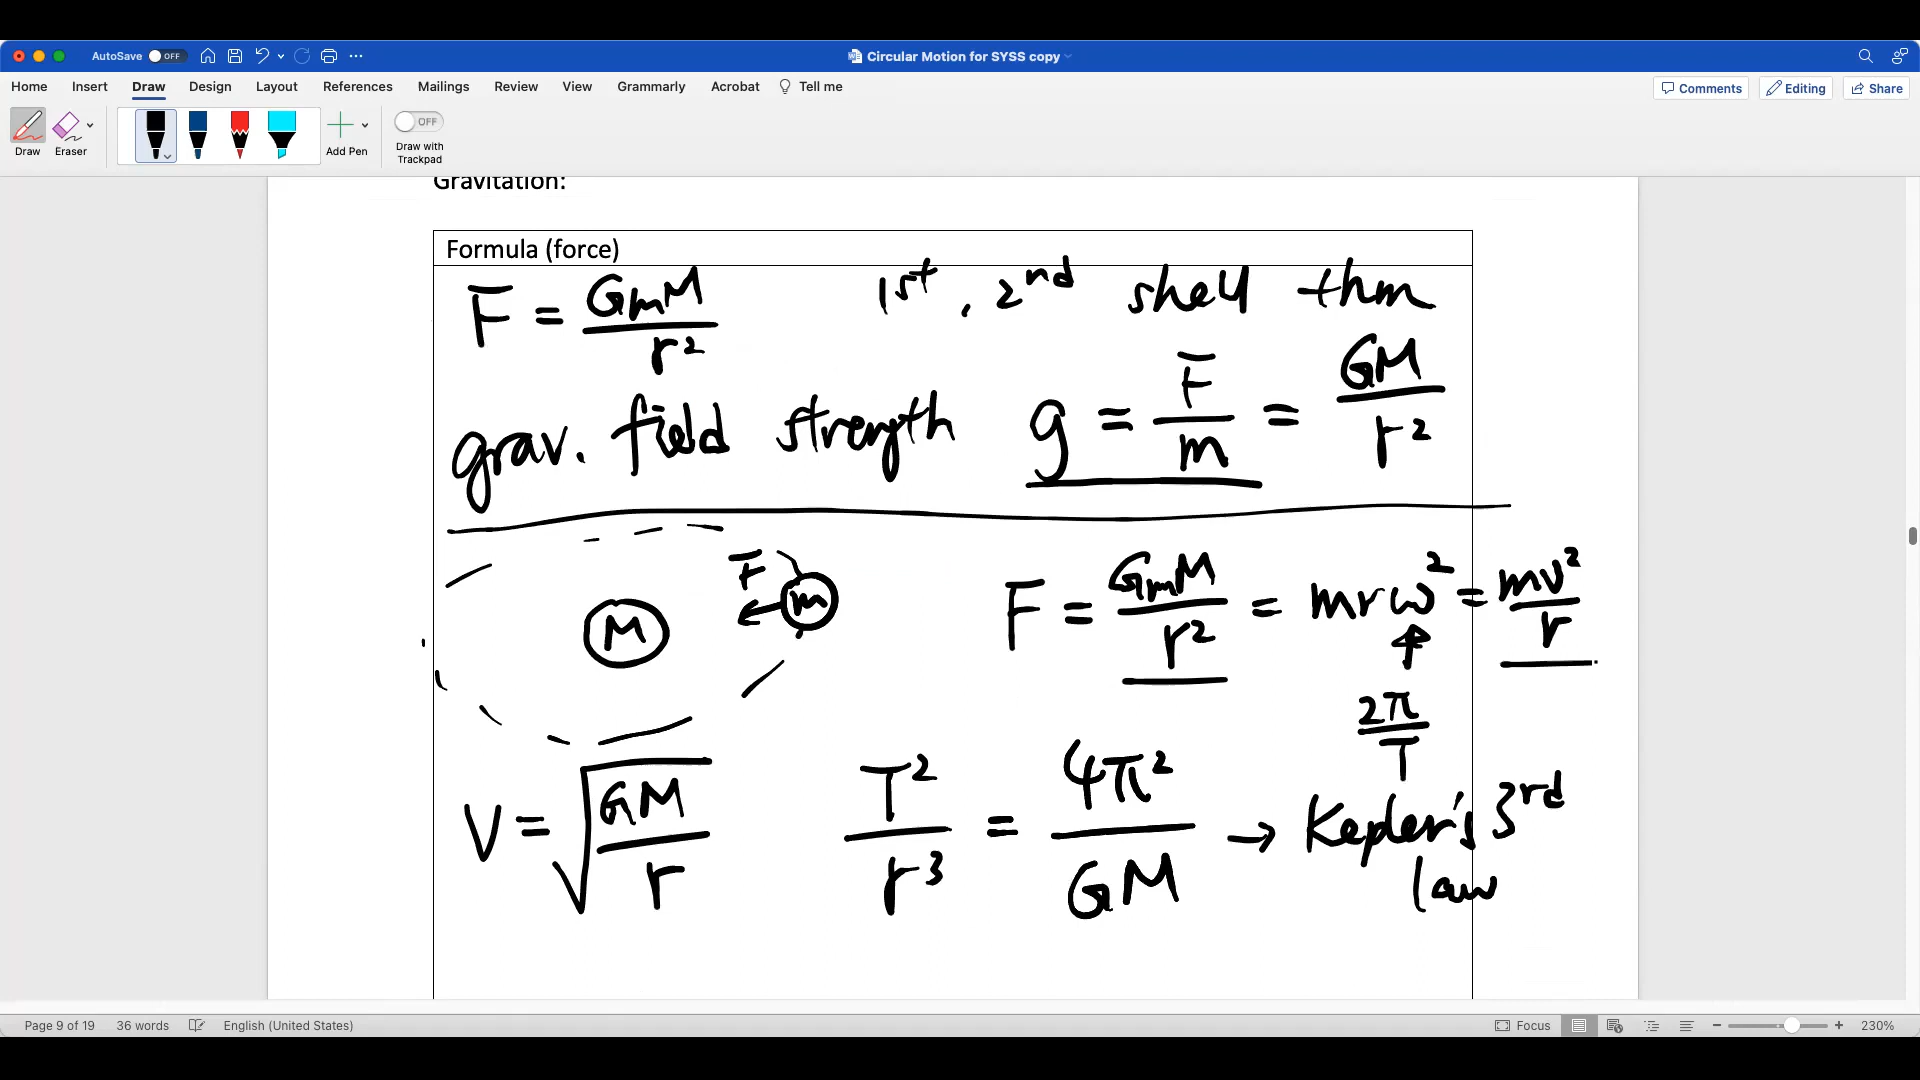 AutoSave OFF
Circular Motion for SYSS copy
Home Insert Draw Design Layout References Mailings Review View Grammarly Acrobat Tell me
Comments Editing Share
OFF
Draw Eraser Add Pen Draw with Trackpad
Gravitation:
Formula (force)
F = GmM / r² 1st, 2nd shell thm
grav. field strength g = F / m = GM / r²
M F m
F = GmM / r² = mrω² = mv² / r
2π / T
V = √(GM / r) T² / r³ = 4π² / GM → Kepler's 3rd law
Page 9 of 19 36 words English (United States) Focus 230%